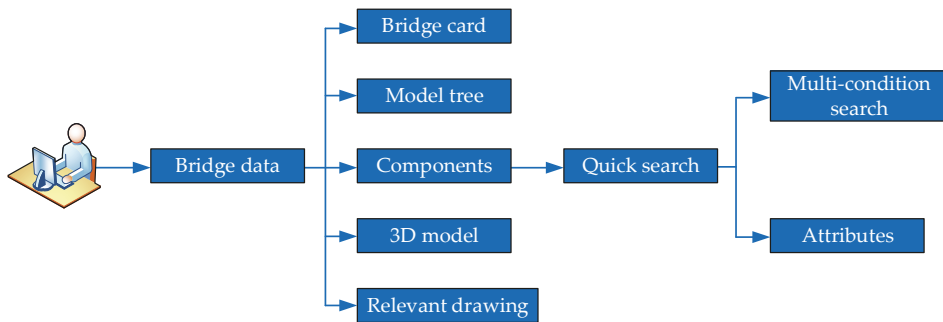 Bridge card
Model tree
Bridge data
Components
Quick search
Multi-condition
search
3D model
Attributes
Relevant drawing